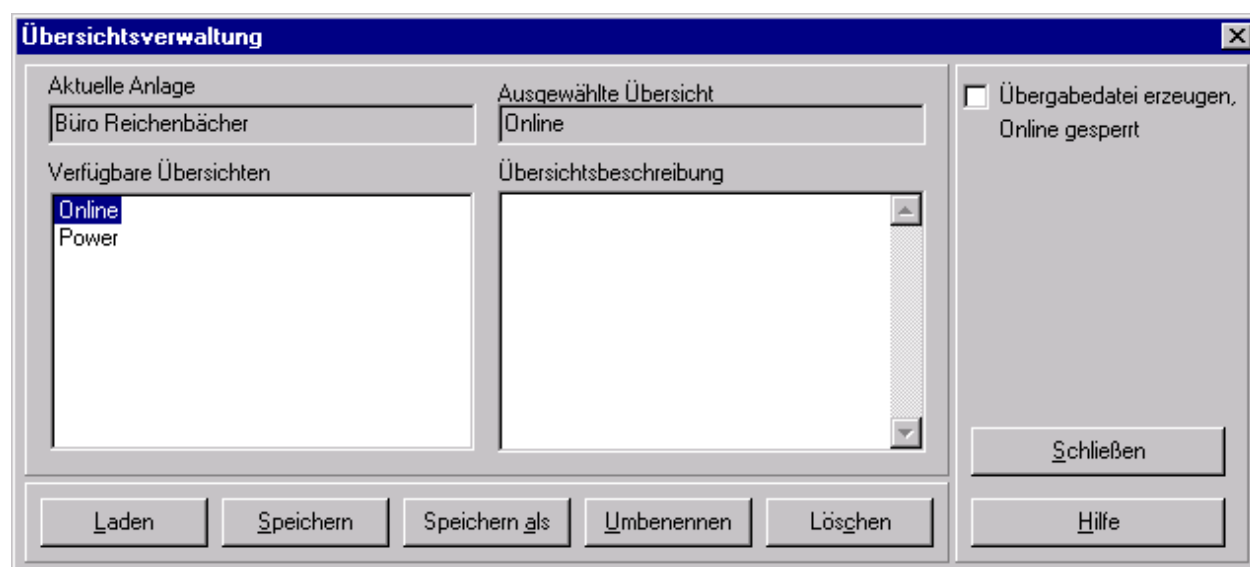 Übersichtsverwaltung
Aktuelle Anlage
Büro Reichenbächer
Ausgewählte Übersicht
Online
Verfügbare Übersichten
Online
Power
Übersichtsbeschreibung
Übergabedatei erzeugen,
Online gesperrt
Schließen
Laden
Speichern
Speichern als
Umbenennen
Löschen
Hilfe